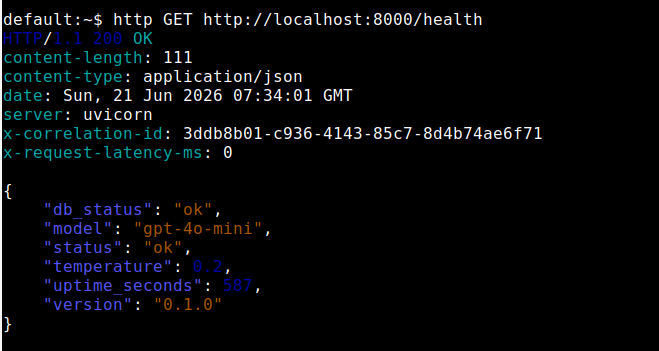 default:~$ http GET http://localhost:8000/health
HTTP/1.1 200 OK
content-length: 111
content-type: application/json
date: Sun, 21 Jun 2026 07:34:01 GMT
server: uvicorn
x-correlation-id: 3ddb8b01-c936-4143-85c7-8d4b74ae6f71
x-request-latency-ms: 0

{
    "db_status": "ok",
    "model": "gpt-4o-mini",
    "status": "ok",
    "temperature": 0.2,
    "uptime_seconds": 587,
    "version": "0.1.0"
}